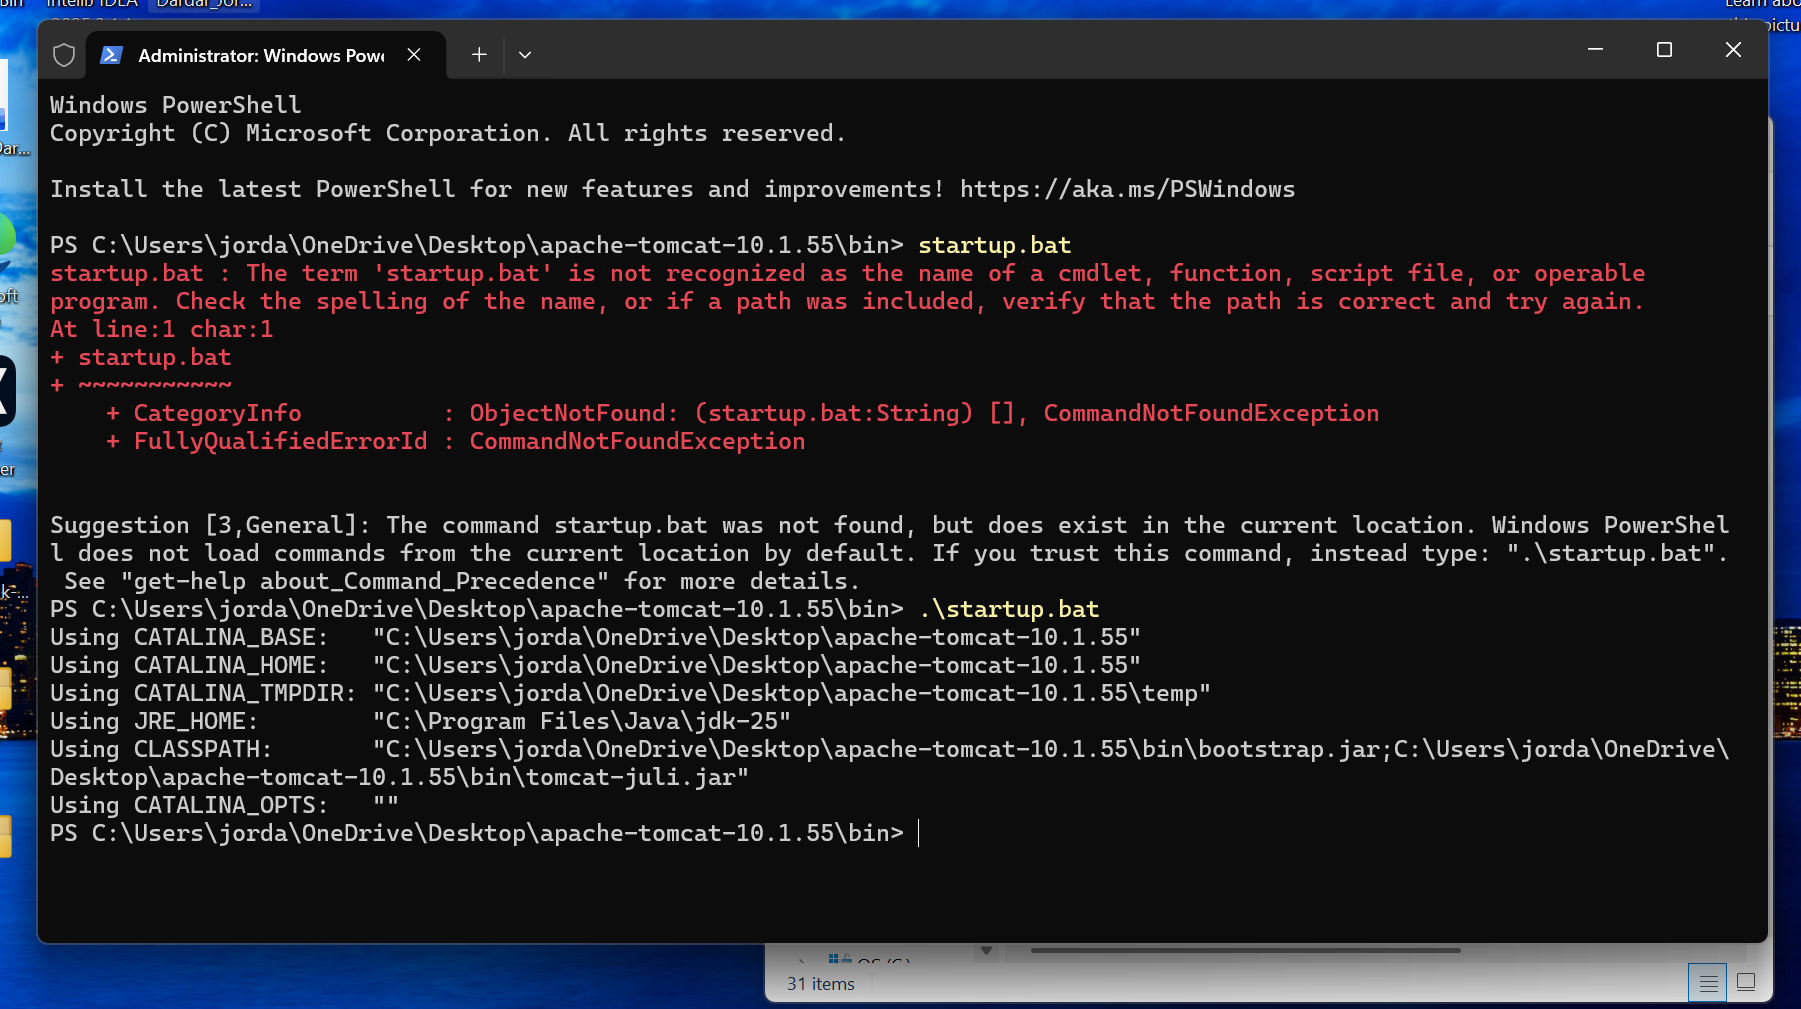 Intellij IDEA
Dardar_Jor...
Administrator: Windows Pow
Windows PowerShell
Copyright (C) Microsoft Corporation. All rights reserved.
Install the latest PowerShell for new features and improvements! https://aka.ms/PSWindows
PS C:\Users\jorda\OneDrive\Desktop\apache-tomcat-10.1.55\bin> startup.bat
startup.bat : The term 'startup.bat' is not recognized as the name of a cmdlet, function, script file, or operable
program. Check the spelling of the name, or if a path was included, verify that the path is correct and try again.
At line:1 char:1
+ startup.bat
+ ~~~~~~~~~~~
+ CategoryInfo          : ObjectNotFound: (startup.bat:String) [], CommandNotFoundException
+ FullyQualifiedErrorId : CommandNotFoundException
Suggestion [3,General]: The command startup.bat was not found, but does exist in the current location. Windows PowerShel
l does not load commands from the current location by default. If you trust this command, instead type: ".\startup.bat".
See "get-help about_Command_Precedence" for more details.
PS C:\Users\jorda\OneDrive\Desktop\apache-tomcat-10.1.55\bin> .\startup.bat
Using CATALINA_BASE:   "C:\Users\jorda\OneDrive\Desktop\apache-tomcat-10.1.55"
Using CATALINA_HOME:   "C:\Users\jorda\OneDrive\Desktop\apache-tomcat-10.1.55"
Using CATALINA_TMPDIR: "C:\Users\jorda\OneDrive\Desktop\apache-tomcat-10.1.55\temp"
Using JRE_HOME:        "C:\Program Files\Java\jdk-25"
Using CLASSPATH:       "C:\Users\jorda\OneDrive\Desktop\apache-tomcat-10.1.55\bin\bootstrap.jar;C:\Users\jorda\OneDrive\
Desktop\apache-tomcat-10.1.55\bin\tomcat-juli.jar"
Using CATALINA_OPTS:   ""
PS C:\Users\jorda\OneDrive\Desktop\apache-tomcat-10.1.55\bin>
OS (C:)
31 items